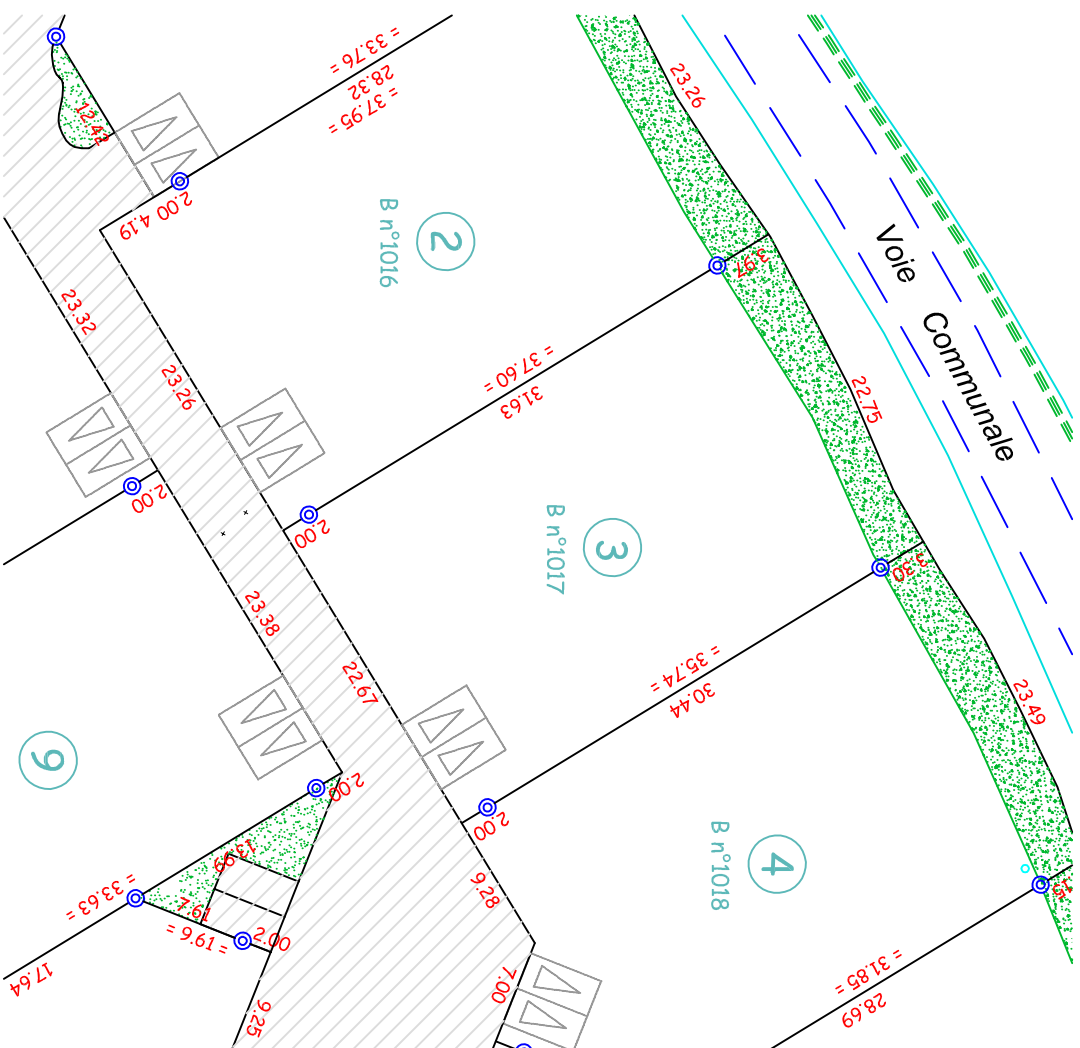 = 33.76 =
28.32
= 37.95 =
23.26
12.42
2.00
4.19
2
B n°1016
3.97
Voie
Communale
23.32
23.26
= 37.60 =
31.63
22.75
2.00
2.00
3
B n°1017
3.30
23.38
22.67
= 35.74 =
30.44
23.49
9
2.00
2.00
4
B n°1018
13.99
= 33.63 =
7.61
= 9.61 =
2.00
9.28
17.64
9.25
7.00
= 31.85 =
28.69